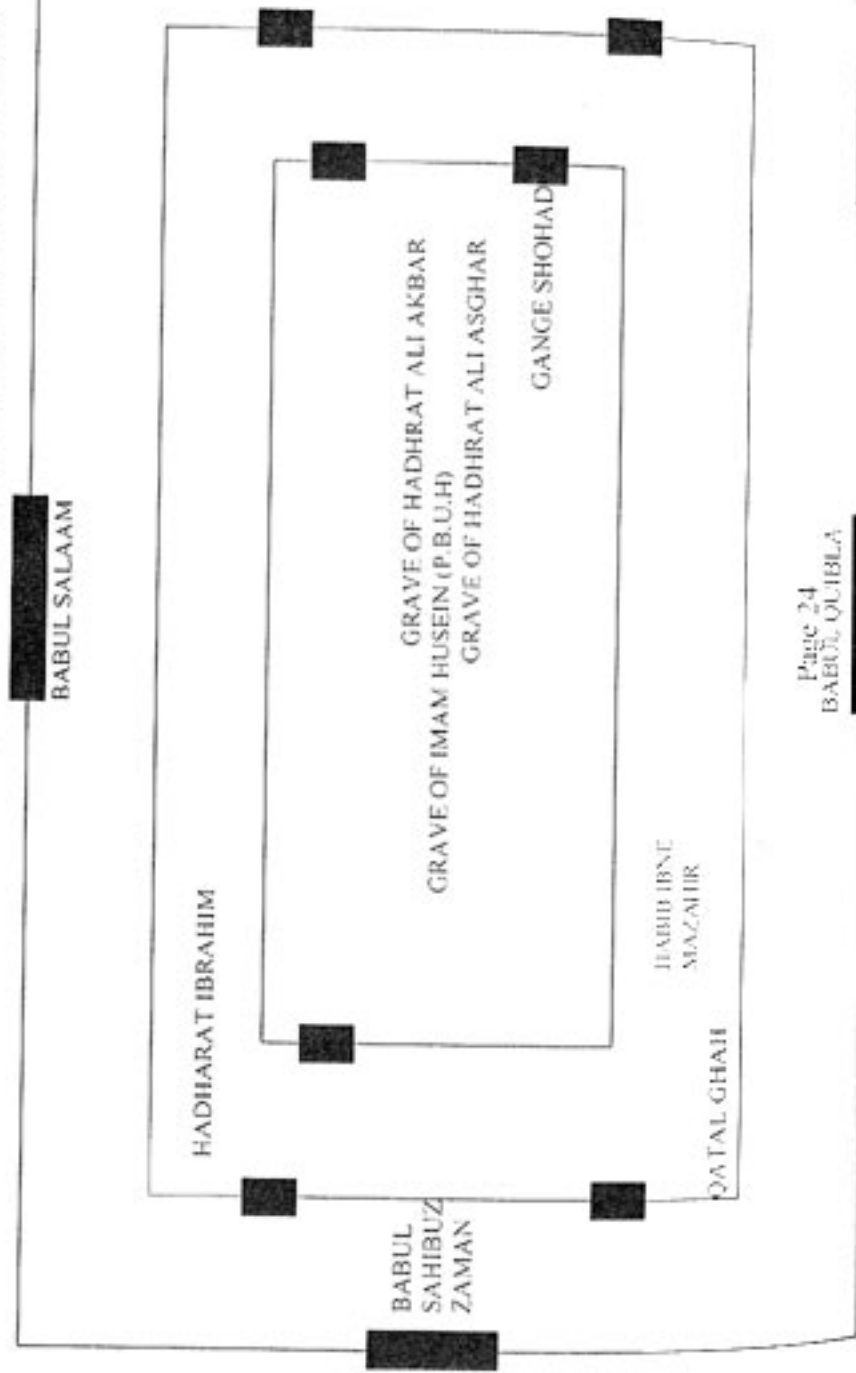 BABUL SALAAM
HADHARAT IBRAHIM
GRAVE OF HADHRAT ALI AKBAR
GRAVE OF IMAM HUSEIN (P.B.U.H)
GRAVE OF HADHRAT ALI ASGHAR
GANGE SHOHAD
BABUL
SAHIBUZ
ZAMAN
HABIB IBNE
MAZAHIR
QATAL GHAH
Page 24
BABUL QUIBLA